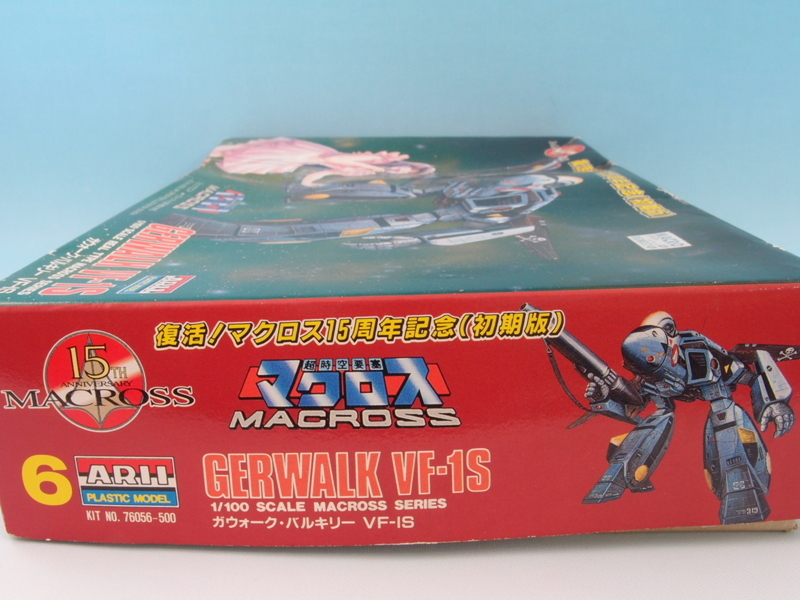 復活!マクロス15周年記念(初期版)
15TH
ANNIVERSARY
MACROSS
超時空要塞
マクロス
MACROSS
6
ARII
PLASTIC MODEL
KIT NO. 76056-500
GERWALK VF-1S
1/100 SCALE MACROSS SERIES
ガウォーク・バルキリー VF-IS